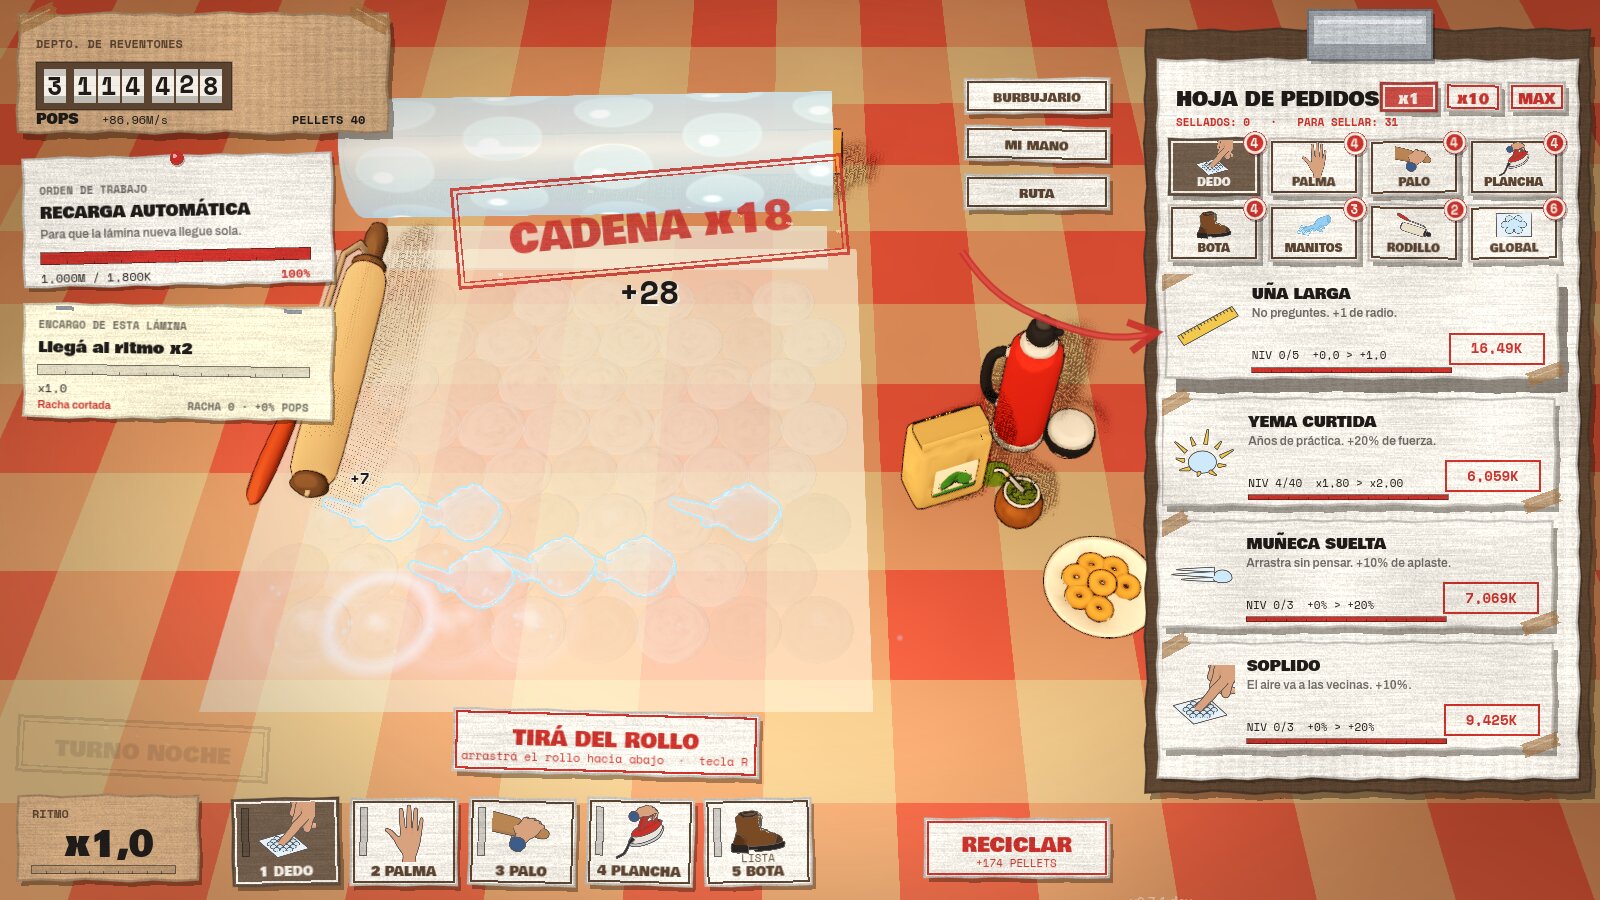 DEPTO. DE REVENTONES
3 114 428
POPS +86,96M/s PELLETS 40
ORDEN DE TRABAJO
RECARGA AUTOMÁTICA
Para que la lámina nueva llegue sola.
1,000M / 1,800K 100%
ENCARGO DE ESTA LÁMINA
Llegá al ritmo x2
x1,0
Racha cortada RACHA 0 · +0% POPS
CADENA x18
+28
+7
BURBUJARIO
MI MANO
RUTA
HOJA DE PEDIDOS x1 x10 MAX
SELLADOS: 0 · PARA SELLAR: 31
4 4 4 4
DEDO PALMA PALO PLANCHA
4 3 2 6
BOTA MANITOS RODILLO GLOBAL
UÑA LARGA
No preguntes. +1 de radio.
NIV 0/5 +0,0 > +1,0 16,49K
YEMA CURTIDA
Años de práctica. +20% de fuerza.
NIV 4/40 x1,80 > x2,00 6,059K
MUÑECA SUELTA
Arrastra sin pensar. +10% de aplaste.
NIV 0/3 +0% > +20% 7,069K
SOPLIDO
El aire va a las vecinas. +10%.
NIV 0/3 +0% > +20% 9,425K
TURNO NOCHE
TIRÁ DEL ROLLO
arrastrá el rollo hacia abajo · tecla R
RITMO
x1,0
1 DEDO
2 PALMA
3 PALO
4 PLANCHA
LISTA
5 BOTA
RECICLAR
+174 PELLETS